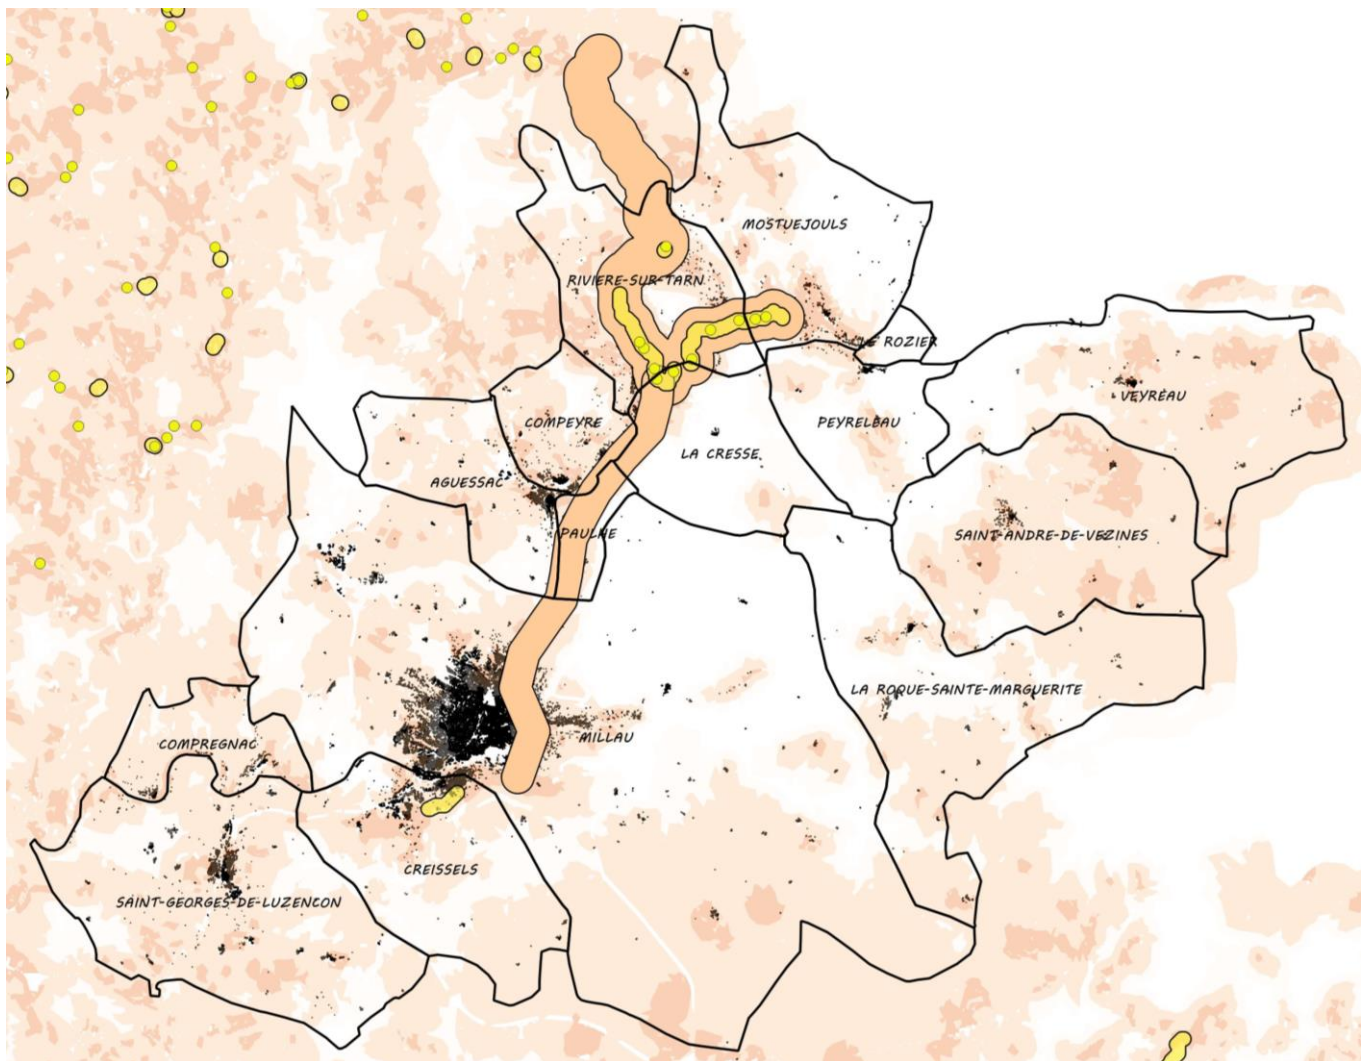 MOSTUEJOULS
RIVIERE-SUR-TARN
LE ROZIER
VEYREAU
COMPEYRE
PEYRELEAU
LA CRESSE
AGUESSAC
PAULHE
SAINT-ANDRE-DE-VEZINES
LA ROQUE-SAINTE-MARGUERITE
MILLAU
COMPREGNAC
CREISSELS
SAINT-GEORGES-DE-LUZENCON